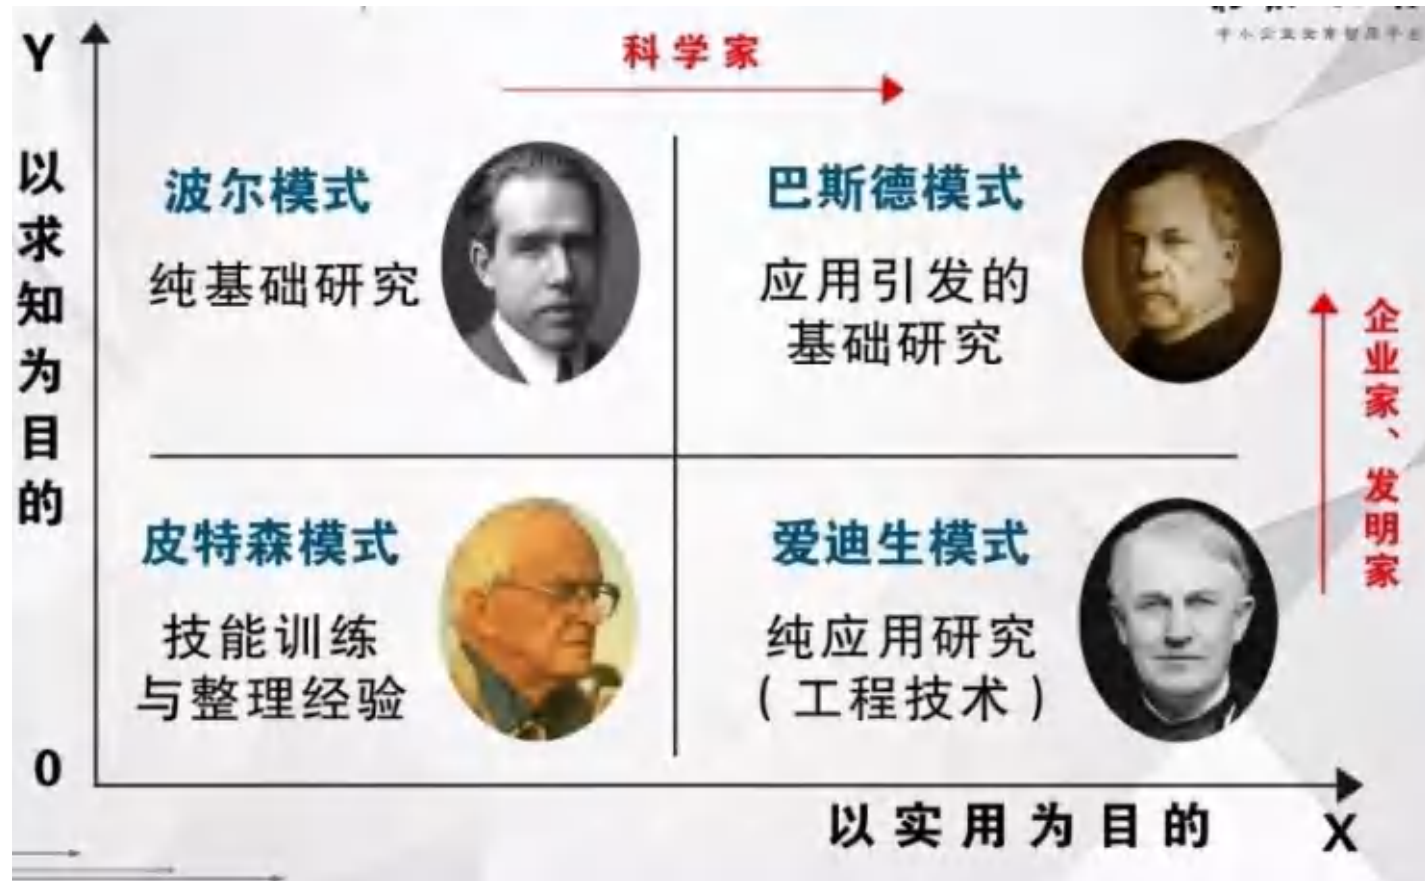 Y
科学家
以求知为目的
波尔模式
纯基础研究
巴斯德模式
应用引发的
基础研究
企业家、发明家
皮特森模式
技能训练
与整理经验
爱迪生模式
纯应用研究
(工程技术)
0
以实用为目的
X